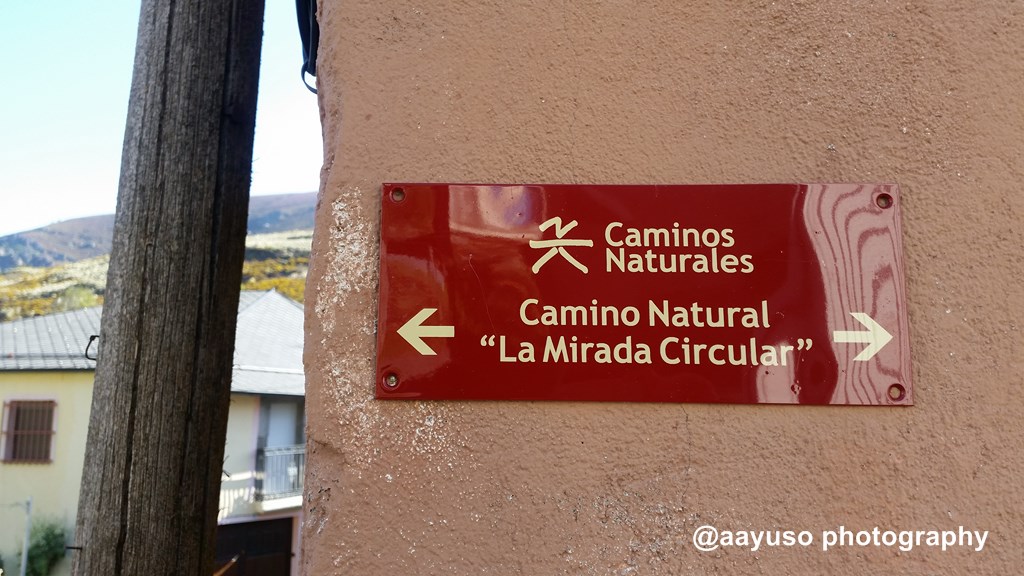 Caminos
Naturales
Camino Natural
“La Mirada Circular”
@aayuso photography